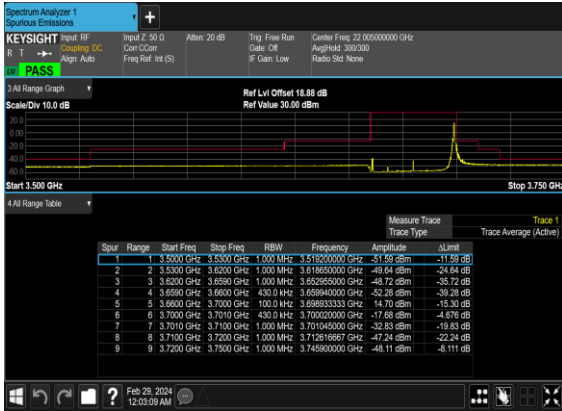 Spectrum Analyzer 1
Spurious Emissions
KEYSIGHT Input: RF Input Z: 50 Ω Atten: 20 dB Trig: Free Run Center Freq: 22.005000000 GHz
R T Coupling: DC Corr CCorr Gate: Off Avg|Hold: 300/300
Align: Auto Freq Ref: Int (S) IF Gain: Low Radio Std: None
PASS
3 All Range Graph
Ref Lvl Offset 18.88 dB
Scale/Div 10.0 dB Ref Value 30.00 dBm
20.0
0.00
-20.0
-40.0
-60.0
Start 3.500 GHz Stop 3.750 GHz
4 All Range Table
Measure Trace Trace 1
Trace Type Trace Average (Active)
Spur Range Start Freq Stop Freq RBW Frequency Amplitude ΔLimit
1 1 3.5000 GHz 3.5300 GHz 1.000 MHz 3.519200000 GHz -51.59 dBm -11.59 dB
2 2 3.5300 GHz 3.6200 GHz 1.000 MHz 3.618650000 GHz -49.64 dBm -24.64 dB
3 3 3.6200 GHz 3.6590 GHz 1.000 MHz 3.652955000 GHz -48.72 dBm -35.72 dB
4 4 3.6590 GHz 3.6600 GHz 430.0 kHz 3.659940000 GHz -52.28 dBm -39.28 dB
5 5 3.6600 GHz 3.7000 GHz 100.0 kHz 3.698933333 GHz 14.70 dBm -15.30 dB
6 6 3.7000 GHz 3.7010 GHz 430.0 kHz 3.700020000 GHz -17.68 dBm -4.676 dB
7 7 3.7010 GHz 3.7100 GHz 1.000 MHz 3.701045000 GHz -32.83 dBm -19.83 dB
8 8 3.7100 GHz 3.7200 GHz 1.000 MHz 3.712616667 GHz -47.24 dBm -22.24 dB
9 9 3.7200 GHz 3.7500 GHz 1.000 MHz 3.745900000 GHz -48.11 dBm -8.111 dB
Feb 29, 2024
12:03:09 AM